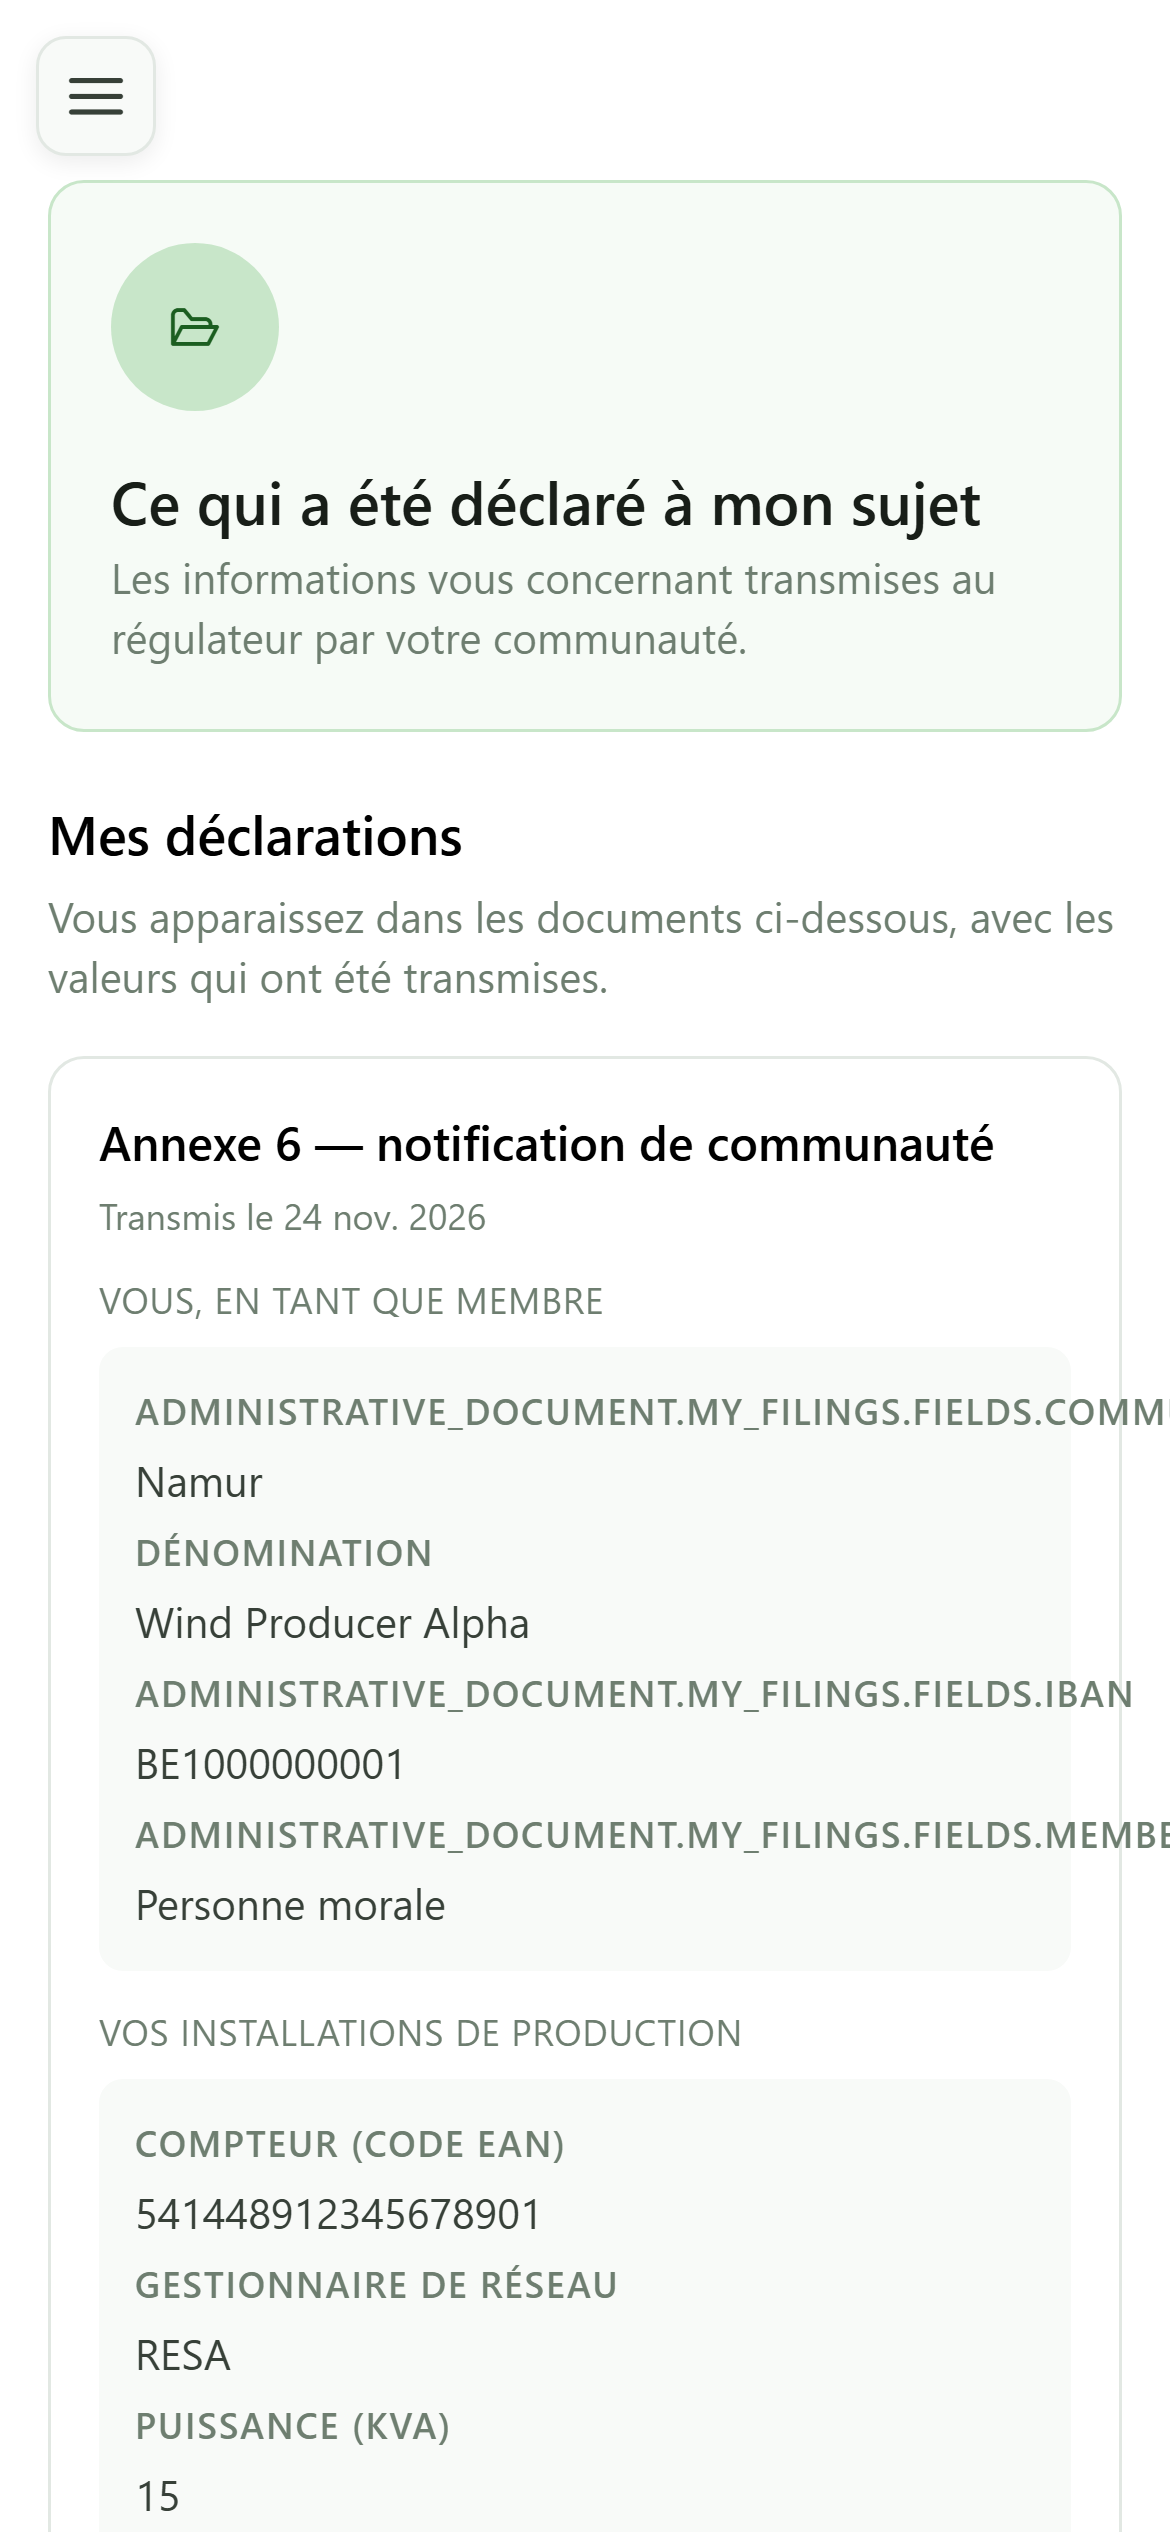 Ce qui a été déclaré à mon sujet
Les informations vous concernant transmises au
régulateur par votre communauté.
Mes déclarations
Vous apparaissez dans les documents ci-dessous, avec les
valeurs qui ont été transmises.
Annexe 6 — notification de communauté
Transmis le 24 nov. 2026
VOUS, EN TANT QUE MEMBRE
ADMINISTRATIVE_DOCUMENT.MY_FILINGS.FIELDS.COMM
Namur
DÉNOMINATION
Wind Producer Alpha
ADMINISTRATIVE_DOCUMENT.MY_FILINGS.FIELDS.IBAN
BE1000000001
ADMINISTRATIVE_DOCUMENT.MY_FILINGS.FIELDS.MEMBE
Personne morale
VOS INSTALLATIONS DE PRODUCTION
COMPTEUR (CODE EAN)
541448912345678901
GESTIONNAIRE DE RÉSEAU
RESA
PUISSANCE (KVA)
15